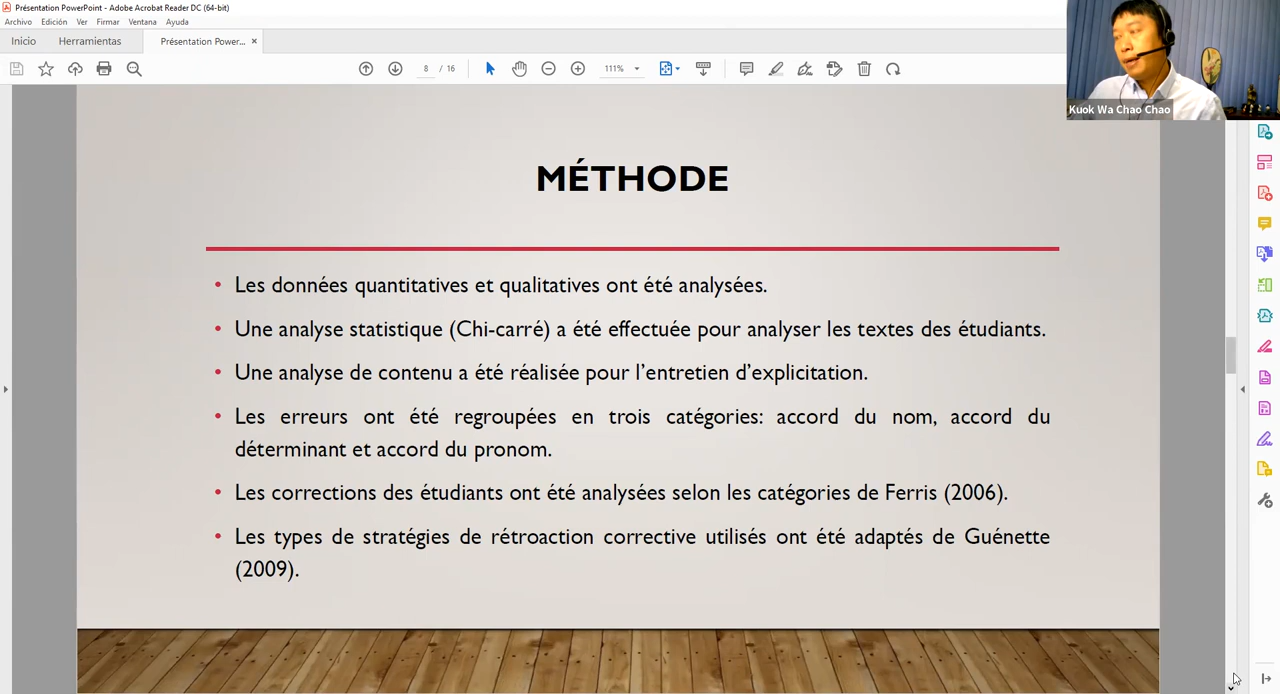 Présentation PowerPoint - Adobe Acrobat Reader DC (64-bit)
Archivo Edición Ver Firmar Ventana Ayuda
Inicio Herramientas Présentation Power... ×
8 / 16 111%
Kuok Wa Chao Chao
MÉTHODE
• Les données quantitatives et qualitatives ont été analysées.
• Une analyse statistique (Chi-carré) a été effectuée pour analyser les textes des étudiants.
• Une analyse de contenu a été réalisée pour l’entretien d’explicitation.
• Les erreurs ont été regroupées en trois catégories: accord du nom, accord du
déterminant et accord du pronom.
• Les corrections des étudiants ont été analysées selon les catégories de Ferris (2006).
• Les types de stratégies de rétroaction corrective utilisés ont été adaptés de Guénette
(2009).